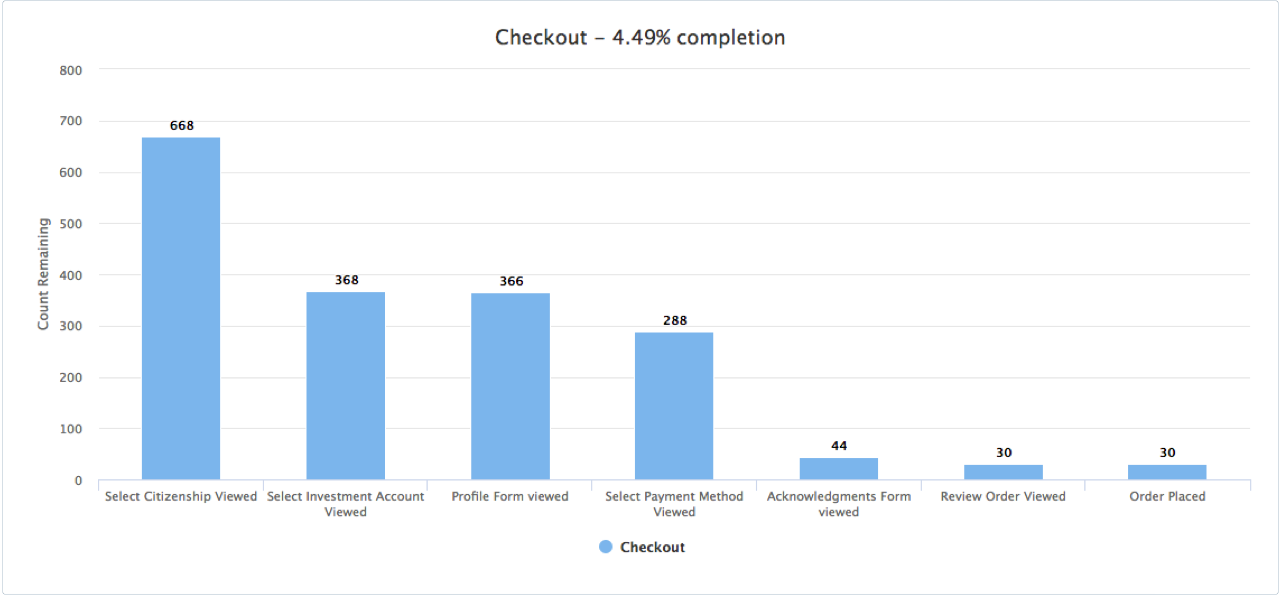 Checkout – 4.49% completion
Count Remaining
800
700
600
500
400
300
200
100
0
668
368
366
288
44
30
30
Select Citizenship Viewed
Select Investment Account
Viewed
Profile Form viewed
Select Payment Method
Viewed
Acknowledgments Form
viewed
Review Order Viewed
Order Placed
Checkout